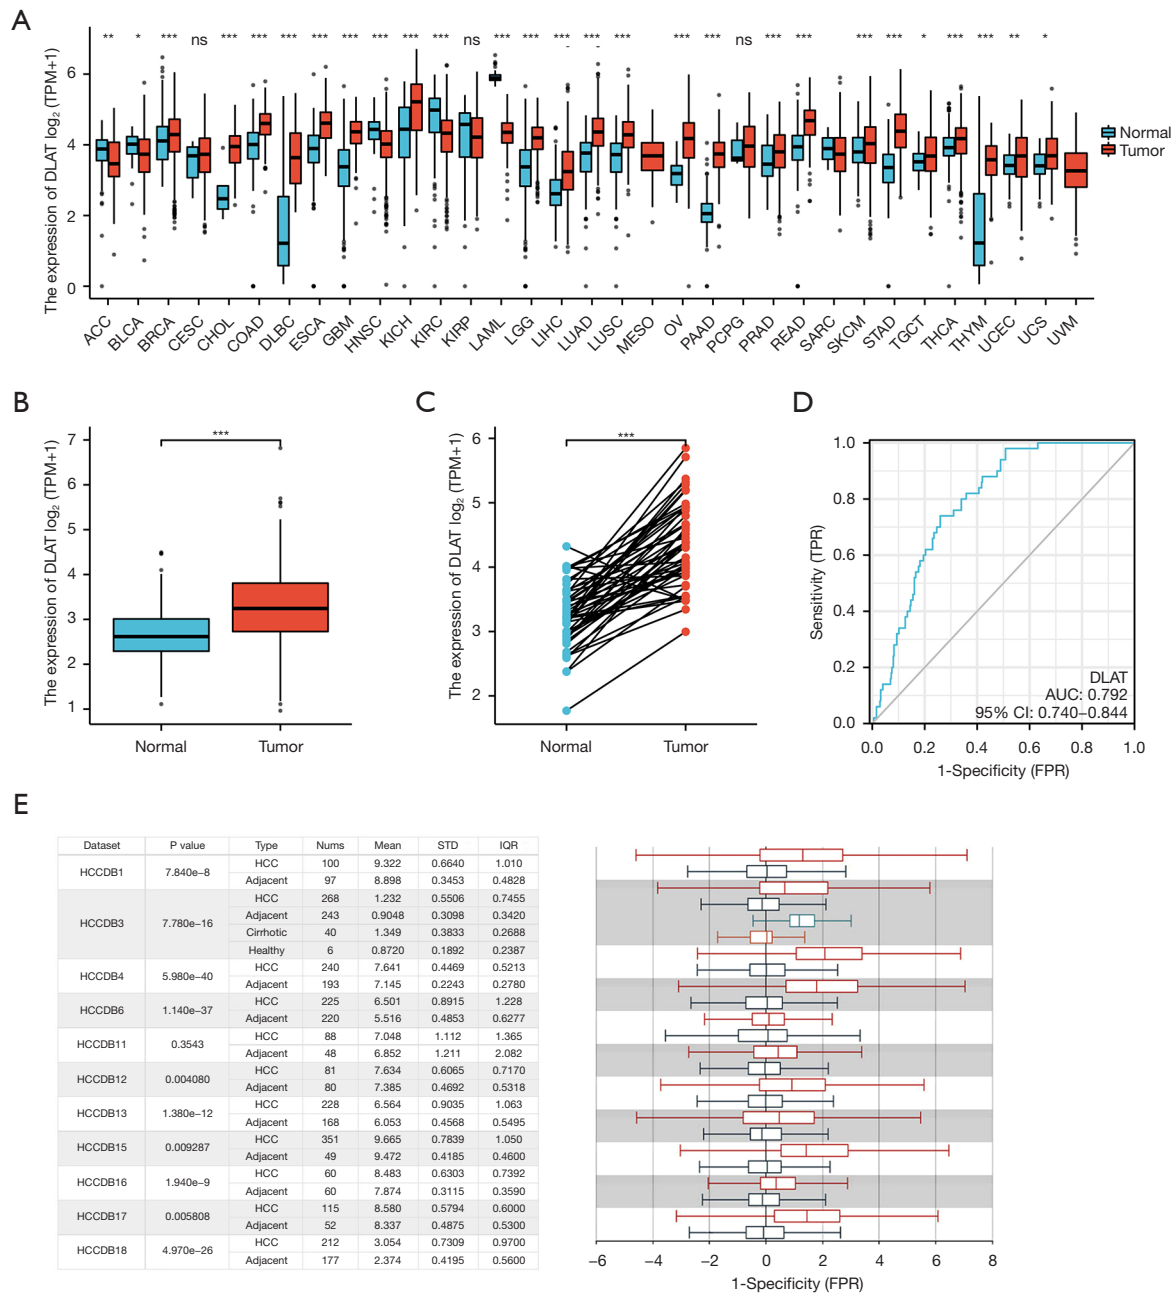 A
The expression of DLAT log2 (TPM+1)
** * *** ns *** *** *** *** *** *** *** *** ns *** *** *** *** *** *** *** ns *** *** *** *** * *** *** ** *
6
4
2
0
Normal
Tumor
ACC BLCA BRCA CESC CHOL COAD DLBC ESCA GBM HNSC KICH KIRC KIRP LAML LGG LIHC LUAD LUSC MESO OV PAAD PCPG PRAD READ SARC SKCM STAD TGCT THCA THYM UCEC UCS UVM
B
The expression of DLAT log2 (TPM+1)
7
6
5
4
3
2
1
***
Normal Tumor
C
The expression of DLAT log2 (TPM+1)
6
5
4
3
2
***
Normal Tumor
D
Sensitivity (TPR)
1.0
0.8
0.6
0.4
0.2
0.0
DLAT
AUC: 0.792
95% CI: 0.740–0.844
0.0 0.2 0.4 0.6 0.8 1.0
1-Specificity (FPR)
E
Dataset P value Type Nums Mean STD IQR
HCCDB1 7.840e−8 HCC 100 9.322 0.6640 1.010
Adjacent 97 8.898 0.3453 0.4828
HCCDB3 7.780e−16 HCC 268 1.232 0.5506 0.7455
Adjacent 243 0.9048 0.3098 0.3420
Cirrhotic 40 1.349 0.3833 0.2688
Healthy 6 0.8720 0.1892 0.2387
HCCDB4 5.980e−40 HCC 240 7.641 0.4469 0.5213
Adjacent 193 7.145 0.2243 0.2780
HCCDB6 1.140e−37 HCC 225 6.501 0.8915 1.228
Adjacent 220 5.516 0.4853 0.6277
HCCDB11 0.3543 HCC 88 7.048 1.112 1.365
Adjacent 48 6.852 1.211 2.082
HCCDB12 0.004080 HCC 81 7.634 0.6065 0.7170
Adjacent 80 7.385 0.4692 0.5318
HCCDB13 1.380e−12 HCC 228 6.564 0.9035 1.063
Adjacent 168 6.053 0.4568 0.5495
HCCDB15 0.009287 HCC 351 9.665 0.7839 1.050
Adjacent 49 9.472 0.4185 0.4600
HCCDB16 1.940e−9 HCC 60 8.483 0.6303 0.7392
Adjacent 60 7.874 0.3115 0.3590
HCCDB17 0.005808 HCC 115 8.580 0.5794 0.6000
Adjacent 52 8.337 0.4875 0.5300
HCCDB18 4.970e−26 HCC 212 3.054 0.7309 0.9700
Adjacent 177 2.374 0.4195 0.5600
−6 −4 −2 0 2 4 6 8
1-Specificity (FPR)